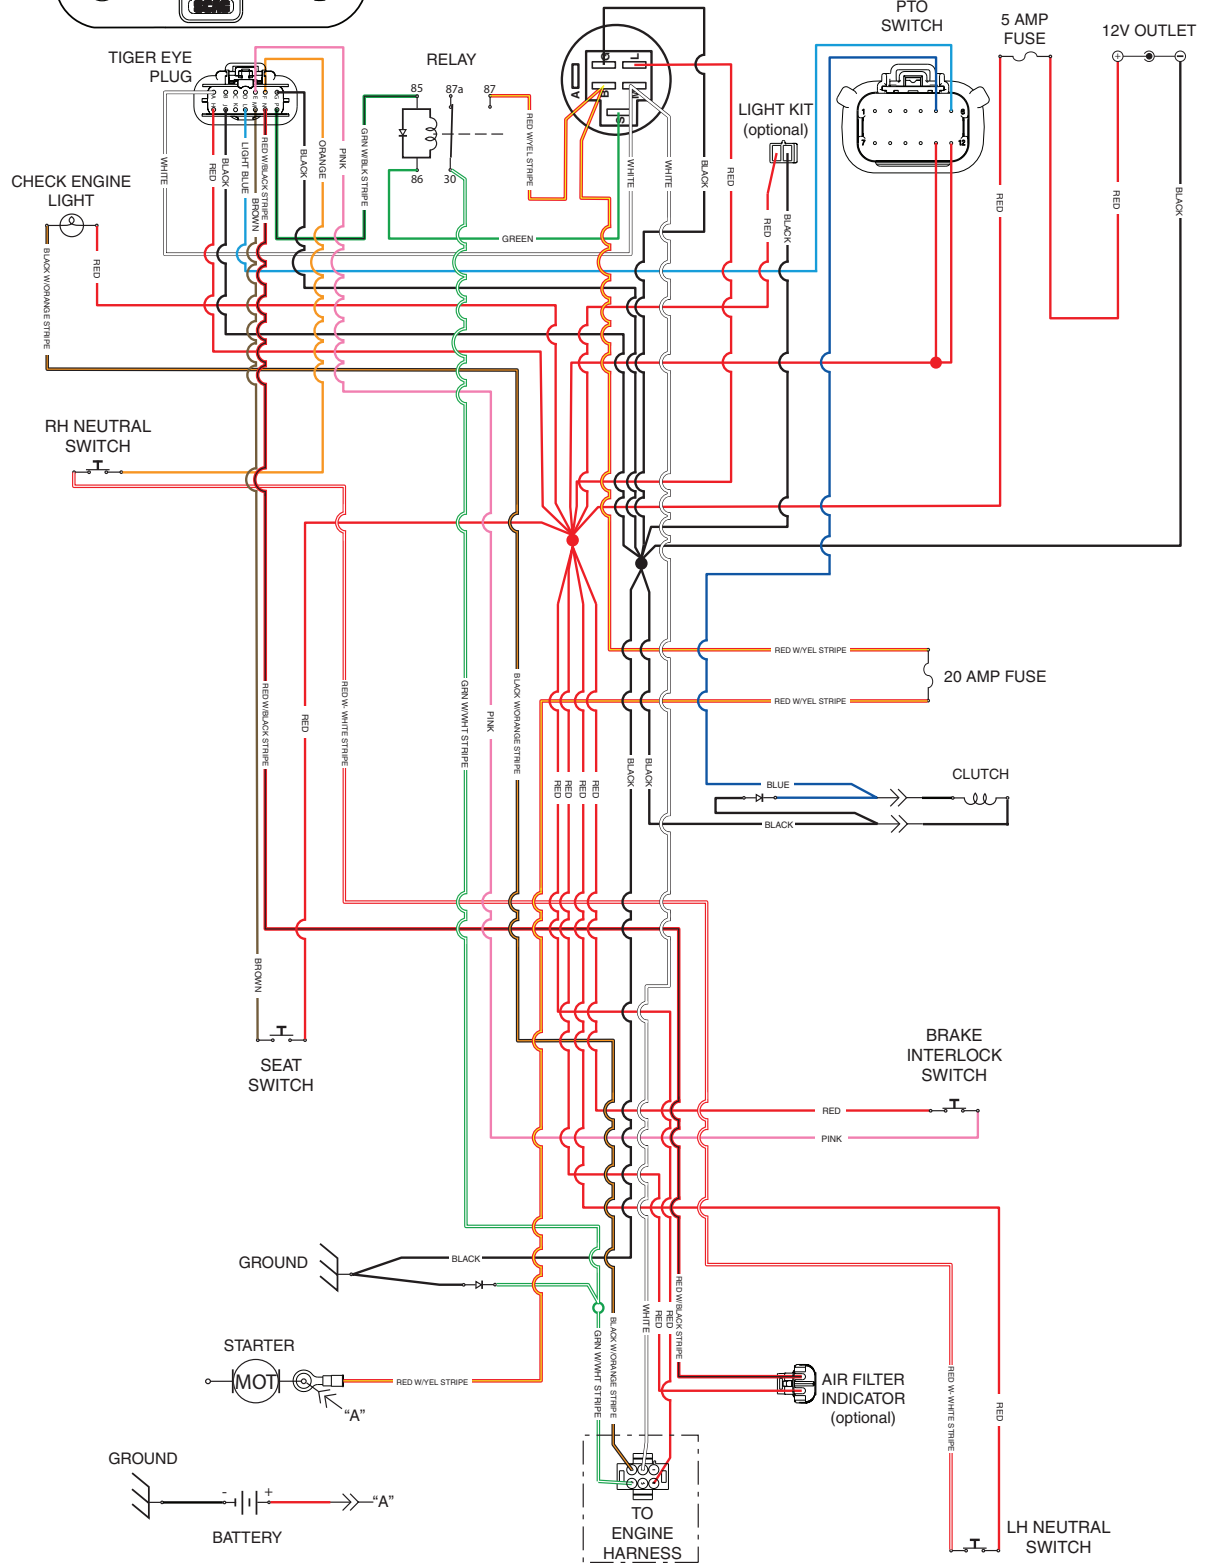 PTO
SWITCH
5 AMP
FUSE
12V OUTLET
TIGER EYE
PLUG
RELAY
85
87a
87
86
30
G
L
A
B
M
S
LIGHT KIT
(optional)
1
6
7
12
CHECK ENGINE
LIGHT
WHITE
RED
BLACK
LIGHT BLUE
BROWN
RED W/BLACK STRIPE
BLACK
ORANGE
PINK
GRN W/BLK STRIPE
RED W/YEL STRIPE
GREEN
WHITE
WHITE
BLACK
RED
RED
BLACK
RED
RED
BLACK
BLACK W/ORANGE STRIPE
RED
RH NEUTRAL
SWITCH
RED W/YEL STRIPE
20 AMP FUSE
RED W/YEL STRIPE
RED W/BLACK STRIPE
RED
RED W- WHITE STRIPE
GRN W/WHT STRIPE
PINK
BLACK W/ORANGE STRIPE
RED
RED
RED
RED
BLACK
BLACK
BLUE
BLACK
CLUTCH
BROWN
SEAT
SWITCH
BRAKE
INTERLOCK
SWITCH
RED
PINK
GROUND
BLACK
STARTER
MOT
RED W/YEL STRIPE
"A"
GRN W/WHT STRIPE
BLACK W/ORANGE STRIPE
WHITE
RED
RED
RED W/BLACK STRIPE
AIR FILTER
INDICATOR
(optional)
RED W- WHITE STRIPE
RED
GROUND
-
+
"A"
BATTERY
TO
ENGINE
HARNESS
LH NEUTRAL
SWITCH